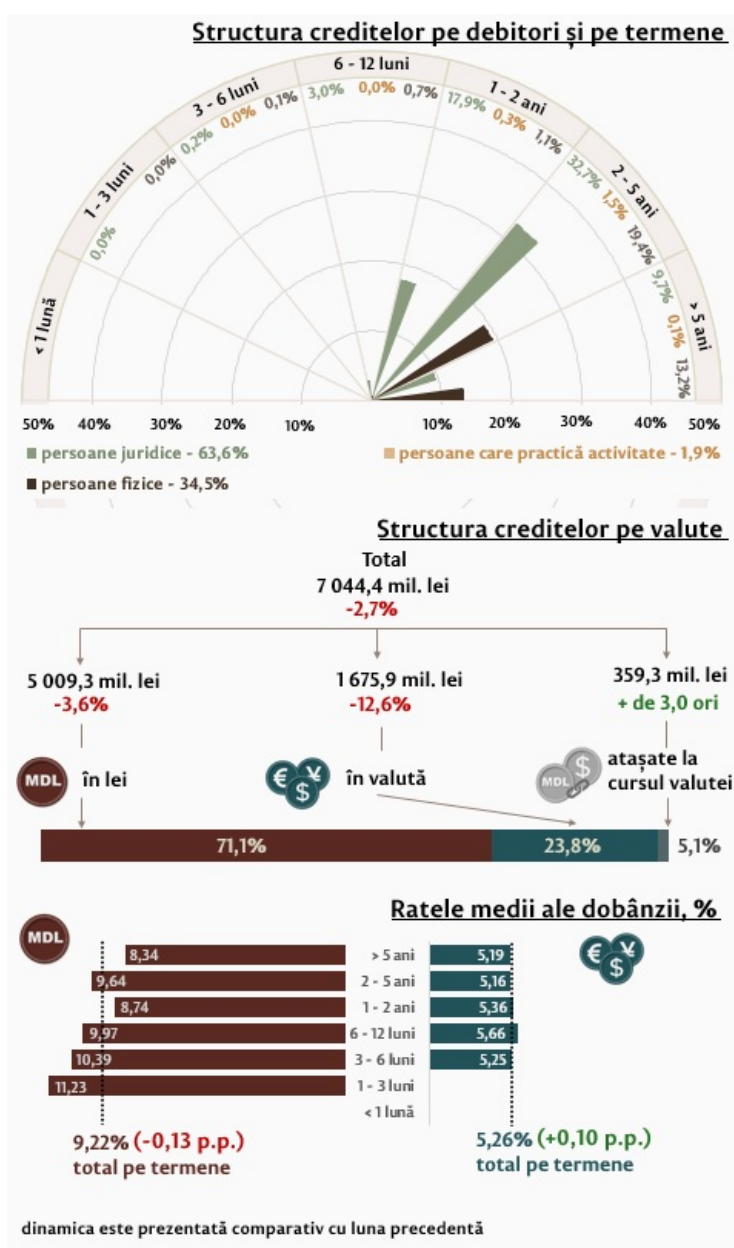 Structura creditelor pe debitori și pe termene
6 - 12 luni
3 - 6 luni
1 - 2 ani
1 - 3 luni
2 - 5 ani
< 1 lună
> 5 ani
0,0%
0,0%
0,2%
0,0%
0,1%
3,0%
0,0%
0,7%
17,9%
0,3%
1,1%
32,7%
1,5%
19,4%
9,7%
0,1%
13,2%
50% 40% 30% 20% 10% 10% 20% 30% 40% 50%
persoane juridice - 63,6%
persoane care practică activitate - 1,9%
persoane fizice - 34,5%
Structura creditelor pe valute
Total
7 044,4 mil. lei
-2,7%
5 009,3 mil. lei
-3,6%
1 675,9 mil. lei
-12,6%
359,3 mil. lei
+ de 3,0 ori
MDL
în lei
€ ¥ $
în valută
MDL $
atașate la
cursul valutei
71,1% 23,8% 5,1%
Ratele medii ale dobânzii, %
MDL
€ ¥ $
8,34 > 5 ani 5,19
9,64 2 - 5 ani 5,16
8,74 1 - 2 ani 5,36
9,97 6 - 12 luni 5,66
10,39 3 - 6 luni 5,25
11,23 1 - 3 luni
< 1 lună
9,22% (-0,13 p.p.)
total pe termene
5,26% (+0,10 p.p.)
total pe termene
dinamica este prezentată comparativ cu luna precedentă